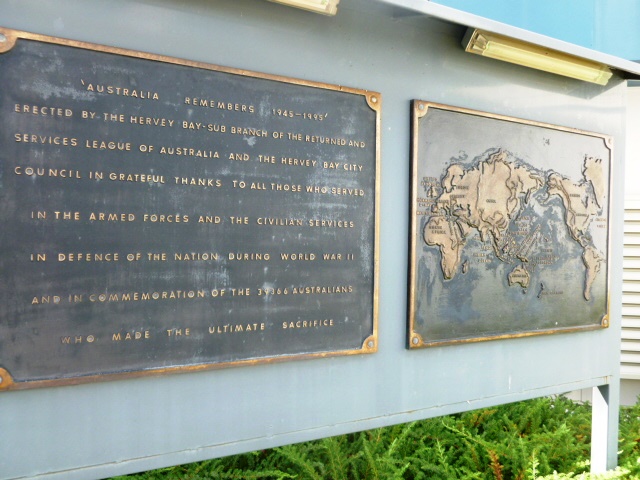 'AUSTRALIA REMEMBERS 1945-1995'
ERECTED BY THE HERVEY BAY-SUB BRANCH OF THE RETURNED AND
SERVICES LEAGUE OF AUSTRALIA AND THE HERVEY BAY CITY
COUNCIL IN GRATEFUL THANKS TO ALL THOSE WHO SERVED
IN THE ARMED FORCES AND THE CIVILIAN SERVICES
IN DEFENCE OF THE NATION DURING WORLD WAR II
AND IN COMMEMORATION OF THE 39366 AUSTRALIANS
WHO MADE THE ULTIMATE SACRIFICE